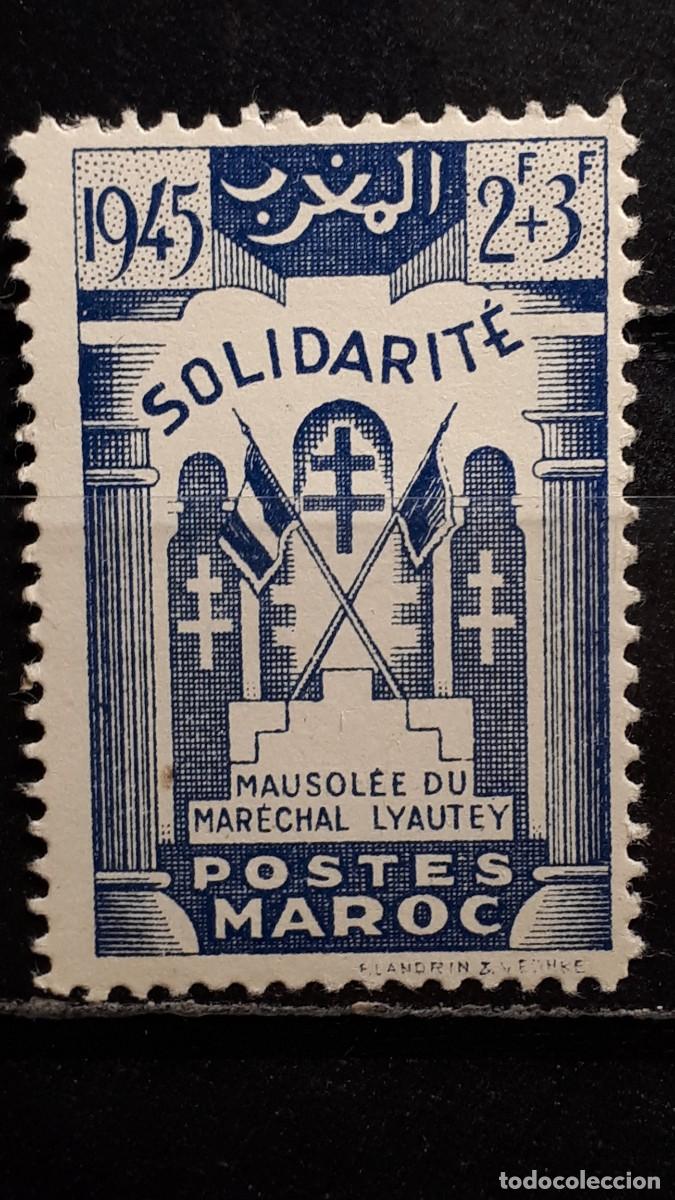 1945 المغرب 2F+3F
SOLIDARITÉ
MAUSOLÉE DU
MARÉCHAL LYAUTEY
POSTES
MAROC
todocoleccion